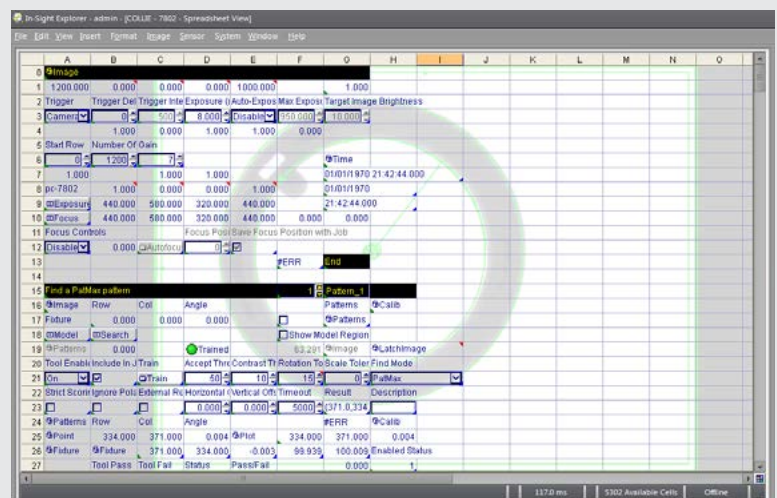 In-Sight Explorer - admin - [COLLIE - 7802 - Spreadsheet View]
File Edit View Insert Format Image Sensor System Window Help
A B C D E F G H I J K L M N O
0 Image
1 1200.000 0.000 0.000 0.000 1000.000 1.000
2 Trigger Trigger Del Trigger Inte Exposure ( Auto-Expos Max Exposi Target Image Brightness
3 Camera 0 500 8.000 Disable 950.000 10.000
4 1.000 0.000 1.000 1.000 0.000
5 Start Row Number Of Gain
6 0 1200 7 Time
7 1.000 1.000 1.000 01/01/1970 21:42:44.000
8 pc-7802 1.000 0.000 0.000 1.000 01/01/1970
9 Exposure 440.000 580.000 320.000 440.000 21:42:44.000
10 Focus 440.000 580.000 320.000 440.000 0.000 0.000
11 Focus Controls Focus Posi Save Focus Position with Job
12 Disable 0.000 Autofocu 0
13 #ERR End
14
15 Find a PatMax pattern 1 Pattern_1
16 Image Row Col Angle Patterns Calib
17 Fixture 0.000 0.000 0.000 Patterns
18 Model Search Show Model Region
19 Patterns 0.000 Trained 83.291 Image LatchImage
20 Tool Enabl Include in J Train Accept Thre Contrast Th Rotation To Scale Toler Find Mode
21 On Train 50 10 15 0 PatMax
22 Strict Scori Ignore Pola External Re Horizontal ( Vertical Offs Timeout Result Description
23 0.000 0.000 5000 (371.0,334
24 Patterns Row Col Angle #ERR Calib
25 Point 334.000 371.000 0.004 Plot 334.000 371.000 0.004
26 Fixture Fixture 371.000 334.000 -0.003 99.939 100.009 Enabled Status
27 Tool Pass Tool Fail Status Pass/Fail 0.000 1
117.0 ms 5302 Available Cells Offline